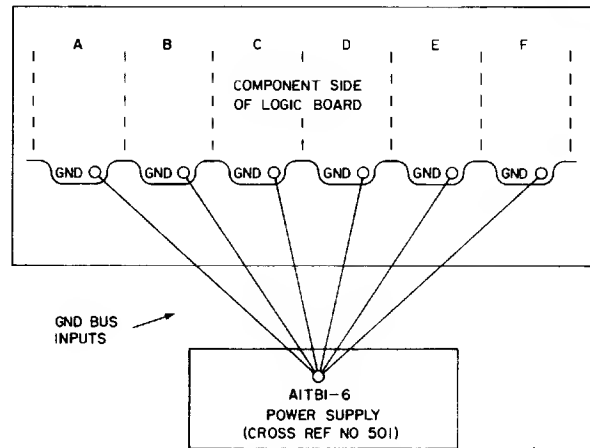 A B C D E F
COMPONENT SIDE
OF LOGIC BOARD
GND GND GND GND GND GND
GND BUS
INPUTS
A1TB1-6
POWER SUPPLY
(CROSS REF NO 501)